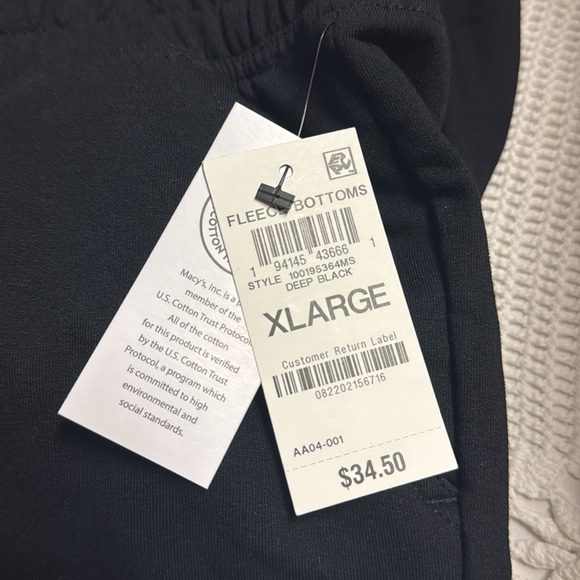 FLEECE BOTTOMS
1 94145 43666 1
STYLE 100195364MS
DEEP BLACK
XLARGE
Customer Return Label
082202156716
AA04-001
$34.50
COTTON
Macy's, Inc. is a
member of the
U.S. Cotton Trust Protocol.
All of the cotton
for this product is verified
by the U.S. Cotton Trust
Protocol, a program which
is committed to high
environmental and
social standards.